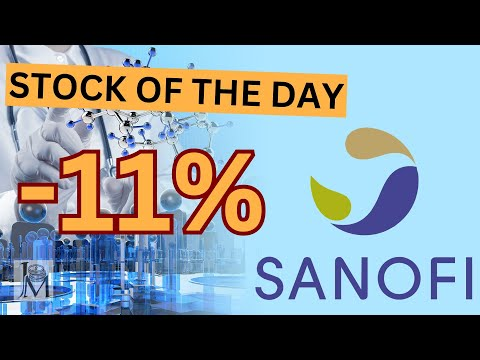 STOCK OF THE DAY
-11%
SANOFI
M